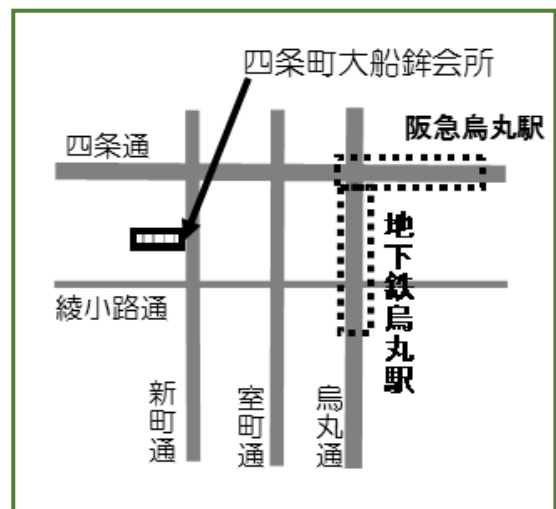 四条町大船鉾会所
阪急烏丸駅
四条通
地下鉄烏丸駅
綾小路通
新町通
室町通
烏丸通